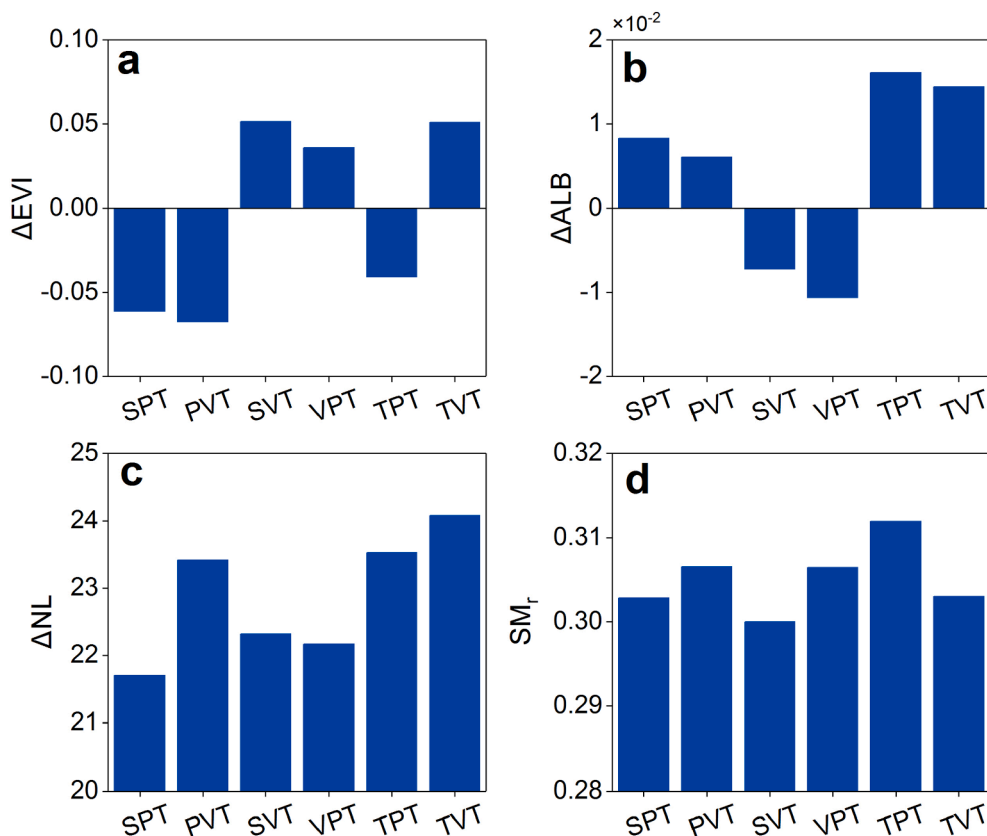 a
ΔEVI
0.10
0.05
0.00
-0.05
-0.10
SPT PVT SVT VPT TPT TVT
b
×10⁻²
ΔALB
2
1
0
-1
-2
SPT PVT SVT VPT TPT TVT
c
ΔNL
25
24
23
22
21
20
SPT PVT SVT VPT TPT TVT
d
SMᵣ
0.32
0.31
0.30
0.29
0.28
SPT PVT SVT VPT TPT TVT